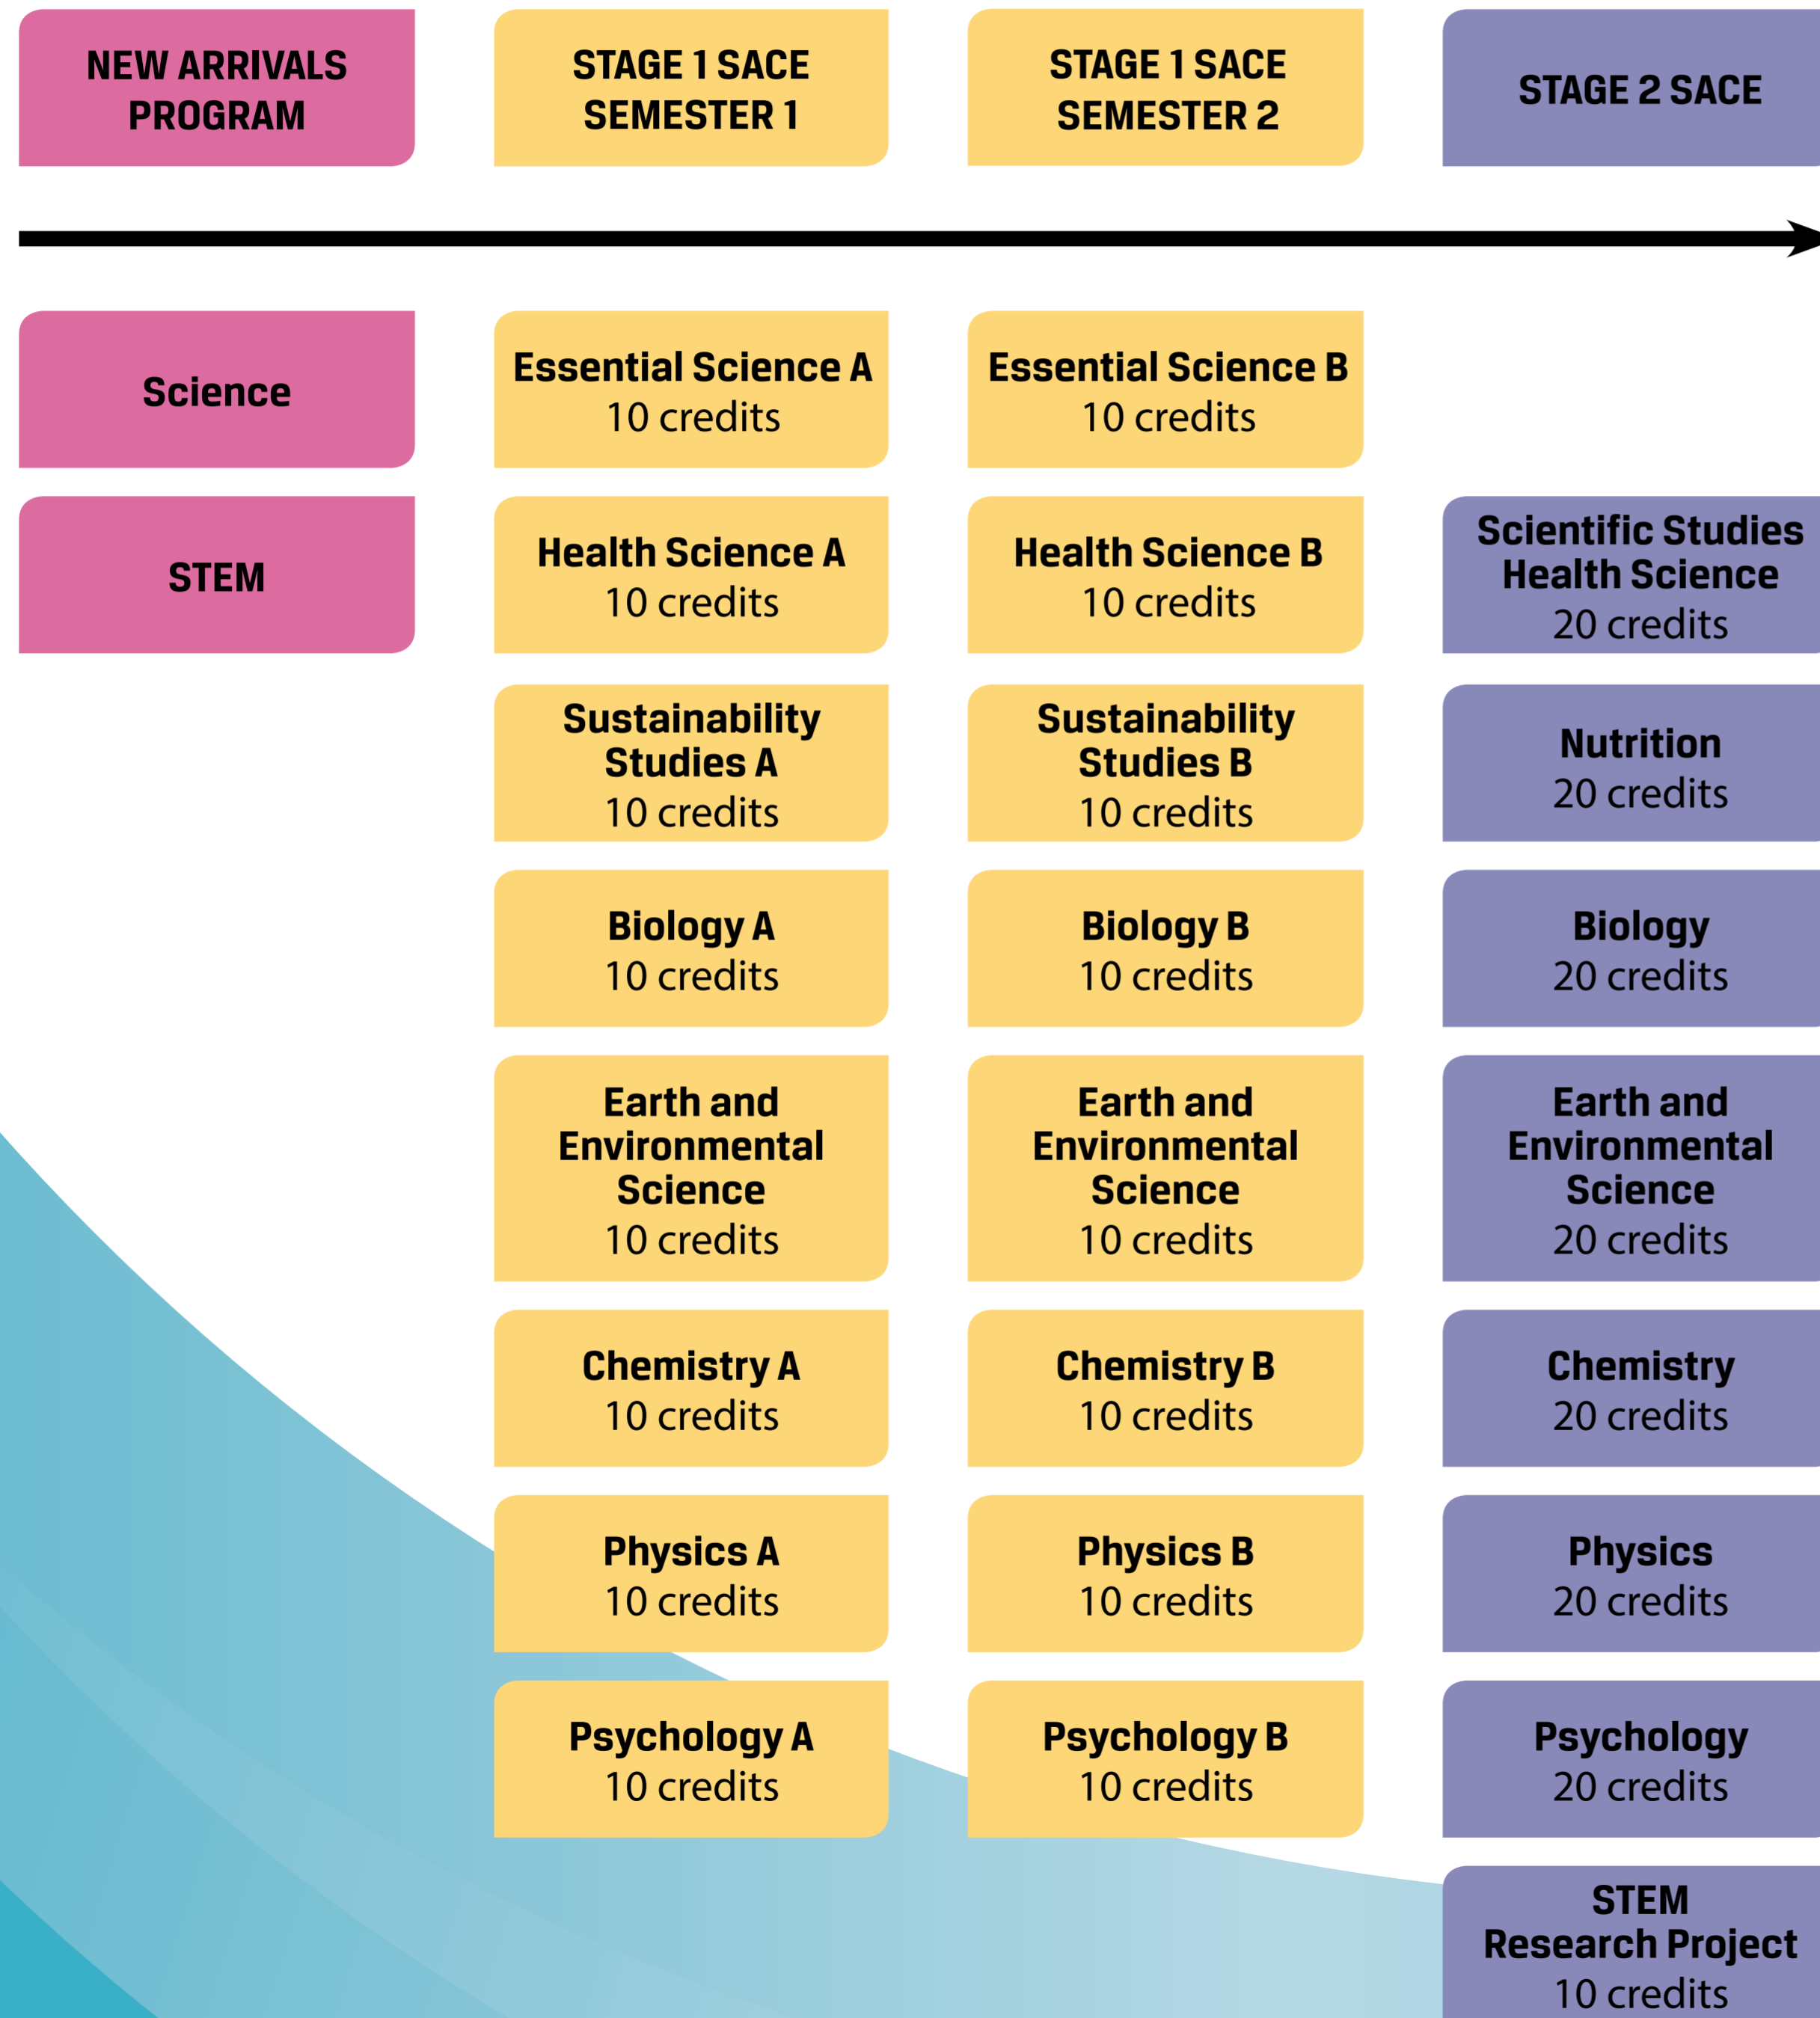 NEW ARRIVALS
PROGRAM
STAGE 1 SACE
SEMESTER 1
STAGE 1 SACE
SEMESTER 2
STAGE 2 SACE
Science
Essential Science A
10 credits
Essential Science B
10 credits
STEM
Health Science A
10 credits
Health Science B
10 credits
Scientific Studies
Health Science
20 credits
Sustainability
Studies A
10 credits
Sustainability
Studies B
10 credits
Nutrition
20 credits
Biology A
10 credits
Biology B
10 credits
Biology
20 credits
Earth and
Environmental
Science
10 credits
Earth and
Environmental
Science
10 credits
Earth and
Environmental
Science
20 credits
Chemistry A
10 credits
Chemistry B
10 credits
Chemistry
20 credits
Physics A
10 credits
Physics B
10 credits
Physics
20 credits
Psychology A
10 credits
Psychology B
10 credits
Psychology
20 credits
STEM
Research Project
10 credits